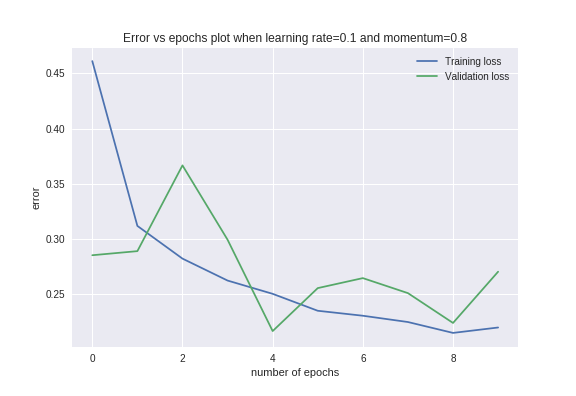 Error vs epochs plot when learning rate=0.1 and momentum=0.8
Training loss
Validation loss
0.45
0.40
0.35
0.30
0.25
error
0 2 4 6 8
number of epochs